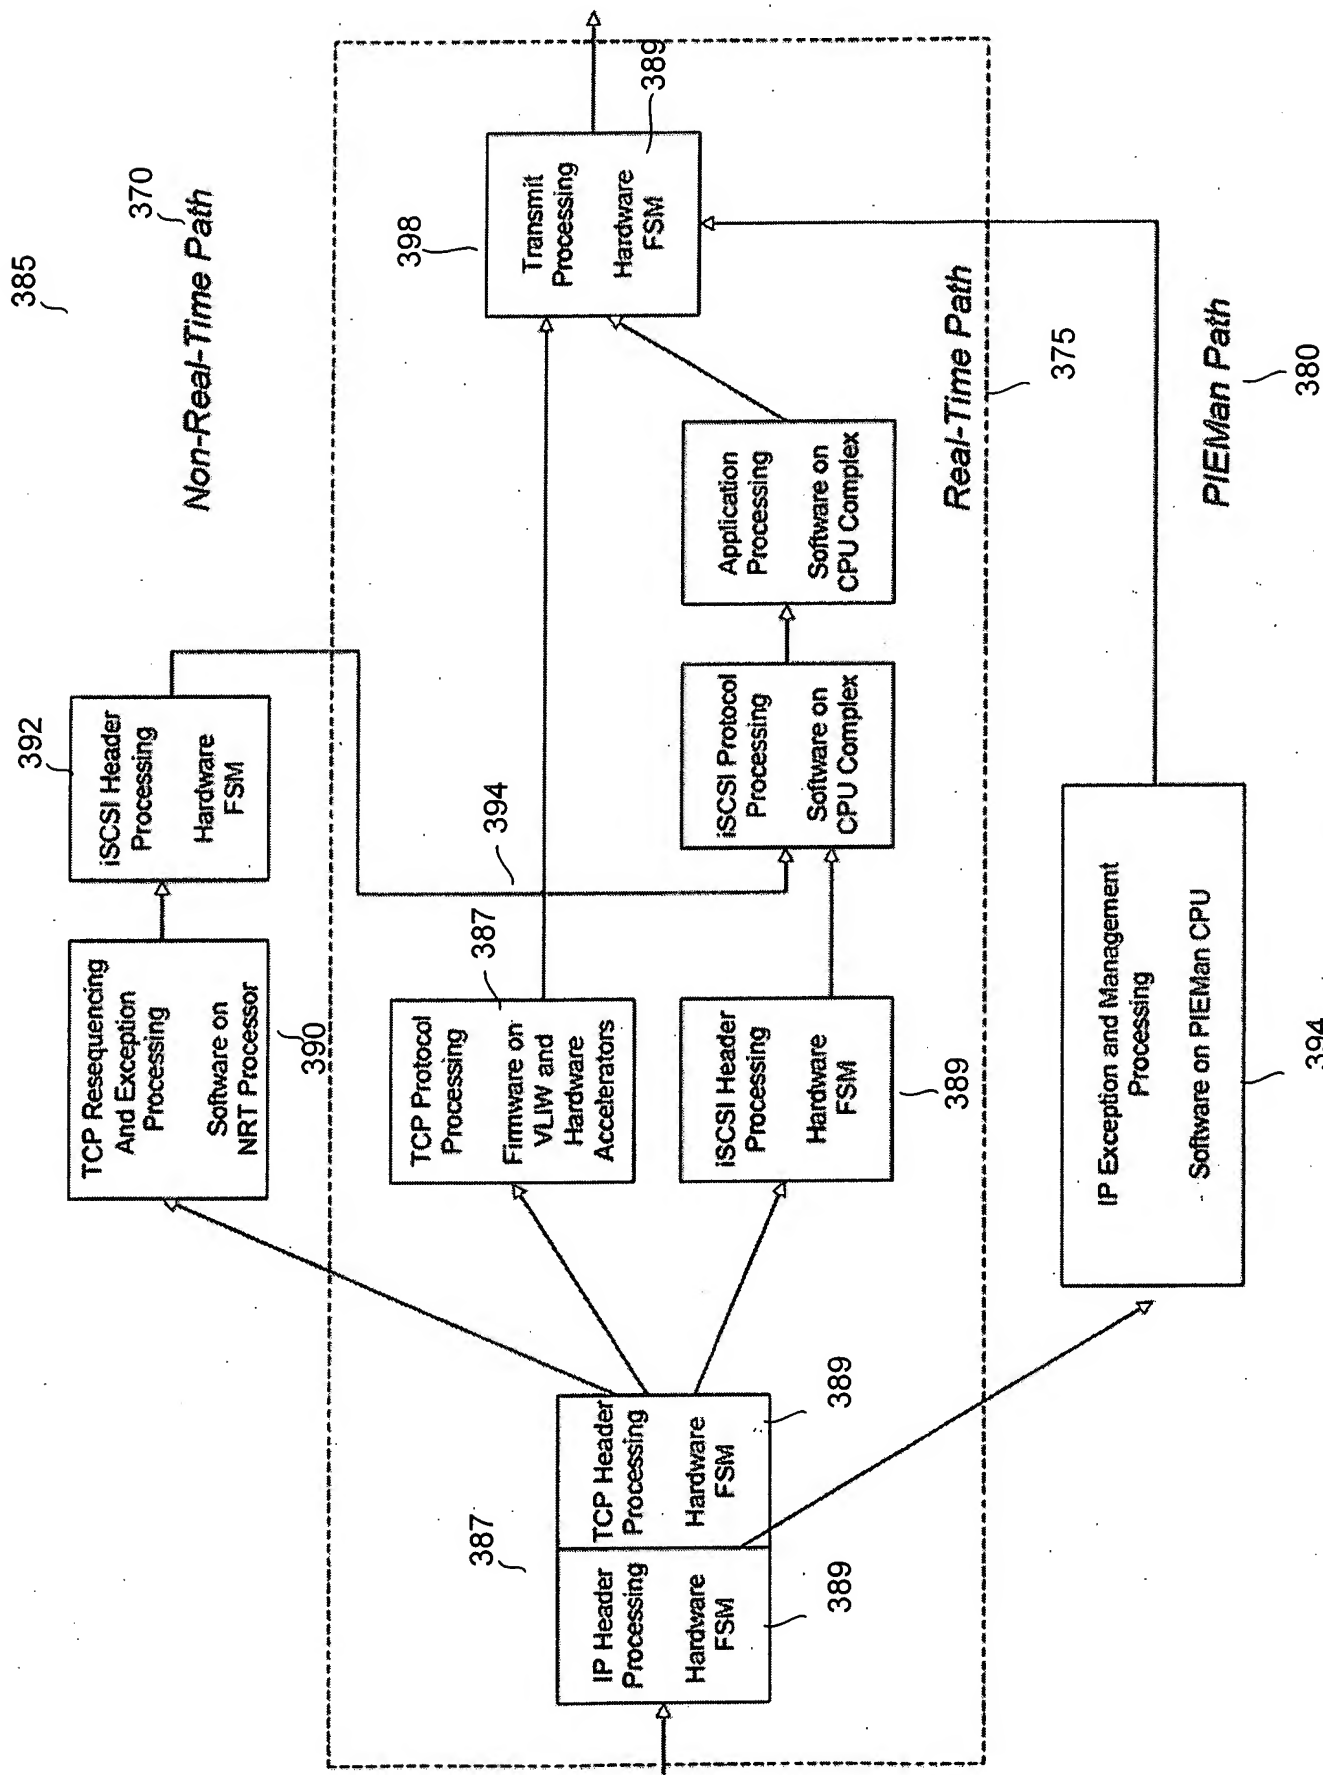 385
370
Non-Real-Time Path
TCP Resequencing
And Exception
Processing
Software on
NRT Processor
390
392
iSCSI Header
Processing
Hardware
FSM
394
387
IP Header
Processing
Hardware
FSM
389
TCP Header
Processing
Hardware
FSM
389
387
TCP Protocol
Processing
Firmware on
VLIW and
Hardware
Accelerators
iSCSI Header
Processing
Hardware
FSM
389
iSCSI Protocol
Processing
Software on
CPU Complex
Application
Processing
Software on
CPU Complex
398
Transmit
Processing
Hardware
FSM
389
Real-Time Path
375
IP Exception and Management
Processing
Software on PIEMan CPU
394
PIEMan Path
380